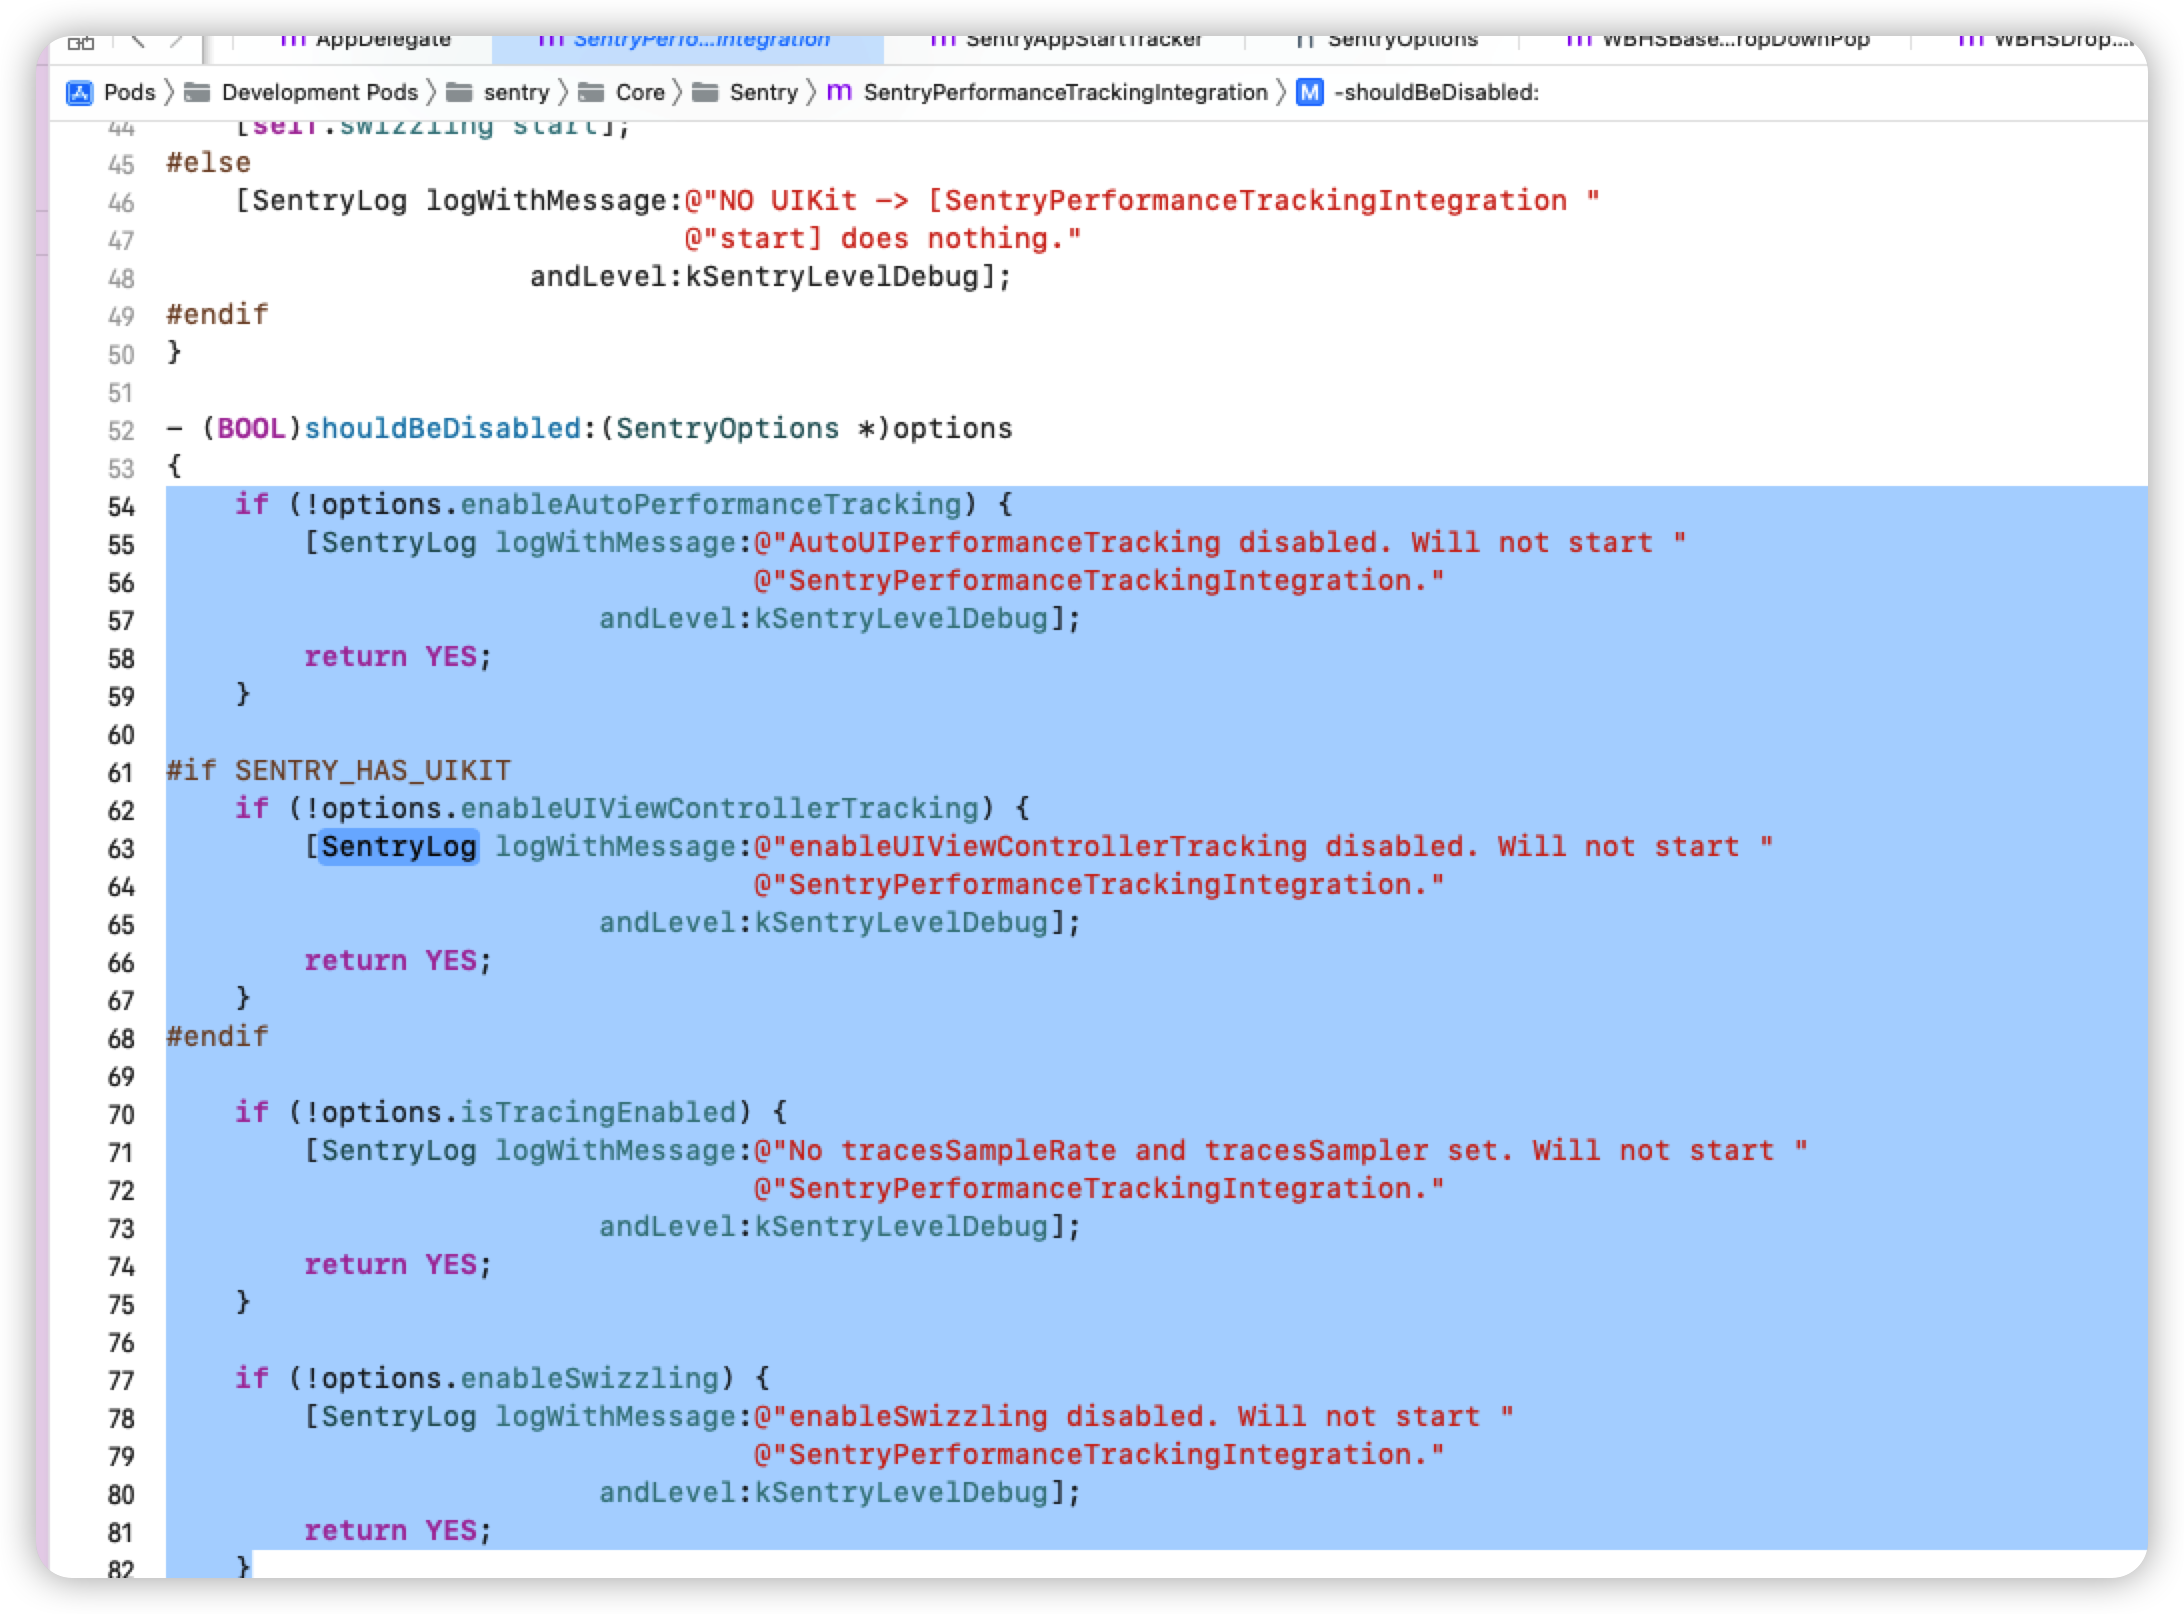 AppDelegate SentryPerfo...Integration SentryAppStartTracker SentryOptions WBHSBase...ropDownPop WBHSDrop...
Pods Development Pods sentry Core Sentry m SentryPerformanceTrackingIntegration M -shouldBeDisabled:
44 [self.swizzling start];
45 #else
46 [SentryLog logWithMessage:@"NO UIKit -> [SentryPerformanceTrackingIntegration "
47 @"start] does nothing."
48 andLevel:kSentryLevelDebug];
49 #endif
50 }
51
52 - (BOOL)shouldBeDisabled:(SentryOptions *)options
53 {
54 if (!options.enableAutoPerformanceTracking) {
55 [SentryLog logWithMessage:@"AutoUIPerformanceTracking disabled. Will not start "
56 @"SentryPerformanceTrackingIntegration."
57 andLevel:kSentryLevelDebug];
58 return YES;
59 }
60
61 #if SENTRY_HAS_UIKIT
62 if (!options.enableUIViewControllerTracking) {
63 [SentryLog logWithMessage:@"enableUIViewControllerTracking disabled. Will not start "
64 @"SentryPerformanceTrackingIntegration."
65 andLevel:kSentryLevelDebug];
66 return YES;
67 }
68 #endif
69
70 if (!options.isTracingEnabled) {
71 [SentryLog logWithMessage:@"No tracesSampleRate and tracesSampler set. Will not start "
72 @"SentryPerformanceTrackingIntegration."
73 andLevel:kSentryLevelDebug];
74 return YES;
75 }
76
77 if (!options.enableSwizzling) {
78 [SentryLog logWithMessage:@"enableSwizzling disabled. Will not start "
79 @"SentryPerformanceTrackingIntegration."
80 andLevel:kSentryLevelDebug];
81 return YES;
82 }